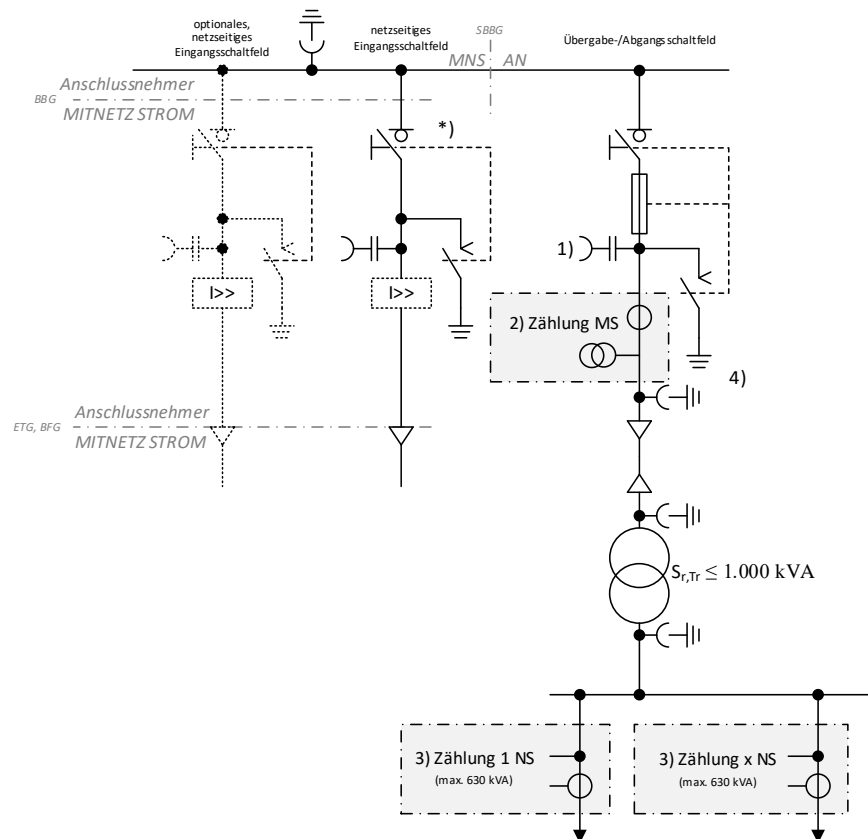 optionales,
netzseitiges
Eingangsschaltfeld
netzseitiges
Eingangsschaltfeld
SBBG
Übergabe-/Abgangsschaltfeld
MNS
AN
Anschlussnehmer
BBG
MITNETZ STROM
*)
1)
I>>
I>>
2) Zählung MS
4)
Anschlussnehmer
ETG, BFG
MITNETZ STROM
Sr,Tr ≤ 1.000 kVA
3) Zählung 1 NS
(max. 630 kVA)
3) Zählung x NS
(max. 630 kVA)